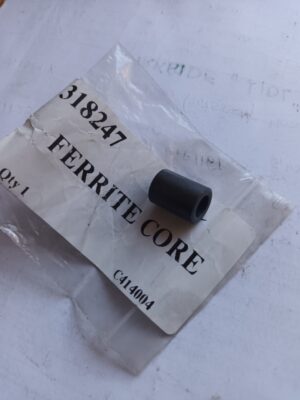 318247
FERRITE CORE
Qty 1
C414004